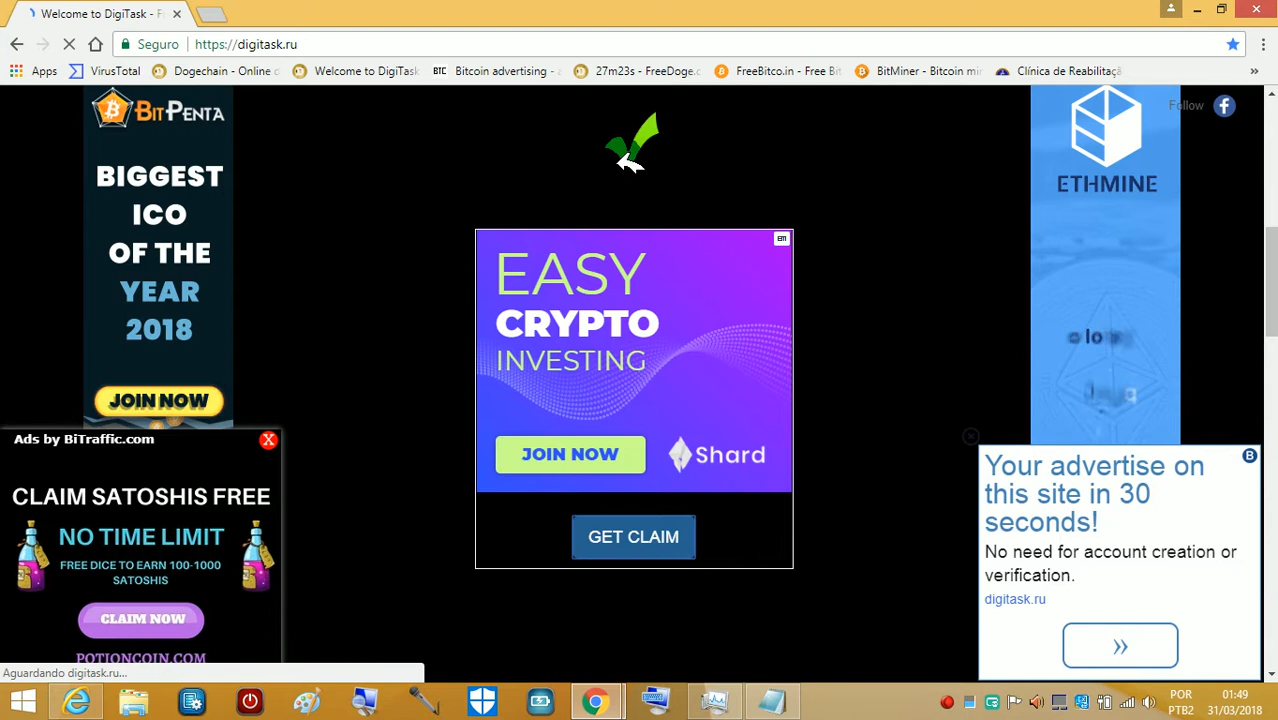 Welcome to DigiTask - F
Seguro
https://digitask.ru
Apps
VirusTotal
Dogechain - Online d
Welcome to DigiTask
BTC
Bitcoin advertising - a
27m23s - FreeDoge.c
FreeBitco.in - Free Bit
BitMiner - Bitcoin min
Clínica de Reabilitaçã
»
BITPENTA
BIGGEST
ICO
OF THE
YEAR
2018
JOIN NOW
Ads by BiTraffic.com
X
CLAIM SATOSHIS FREE
NO TIME LIMIT
FREE DICE TO EARN 100-1000
SATOSHIS
CLAIM NOW
POTIONCOIN.COM
Aguardando digitask.ru...
EASY
CRYPTO
INVESTING
JOIN NOW
Shard
GET CLAIM
Follow
ETHMINE
Your advertise on
this site in 30
seconds!
B
No need for account creation or
verification.
digitask.ru
»
POR
PTB2
01:49
31/03/2018